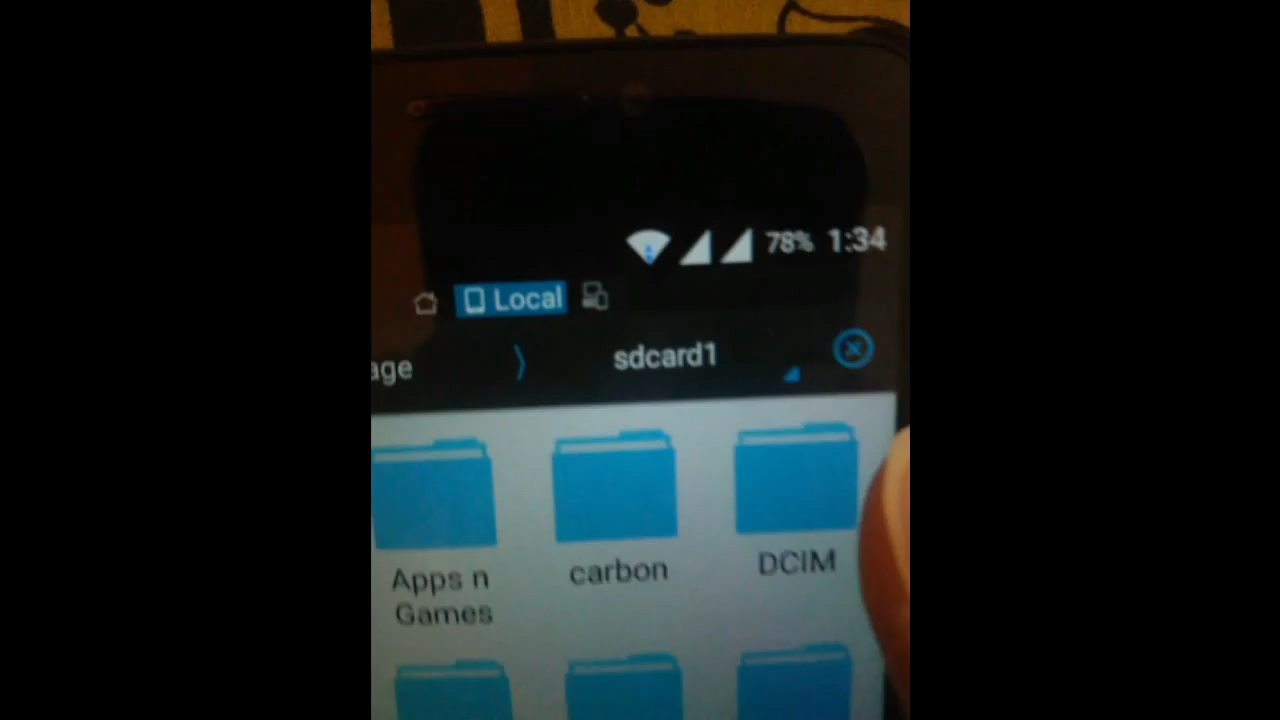 78% 1:34
Local
age 〉 sdcard1
Apps n
Games
carbon
DCIM